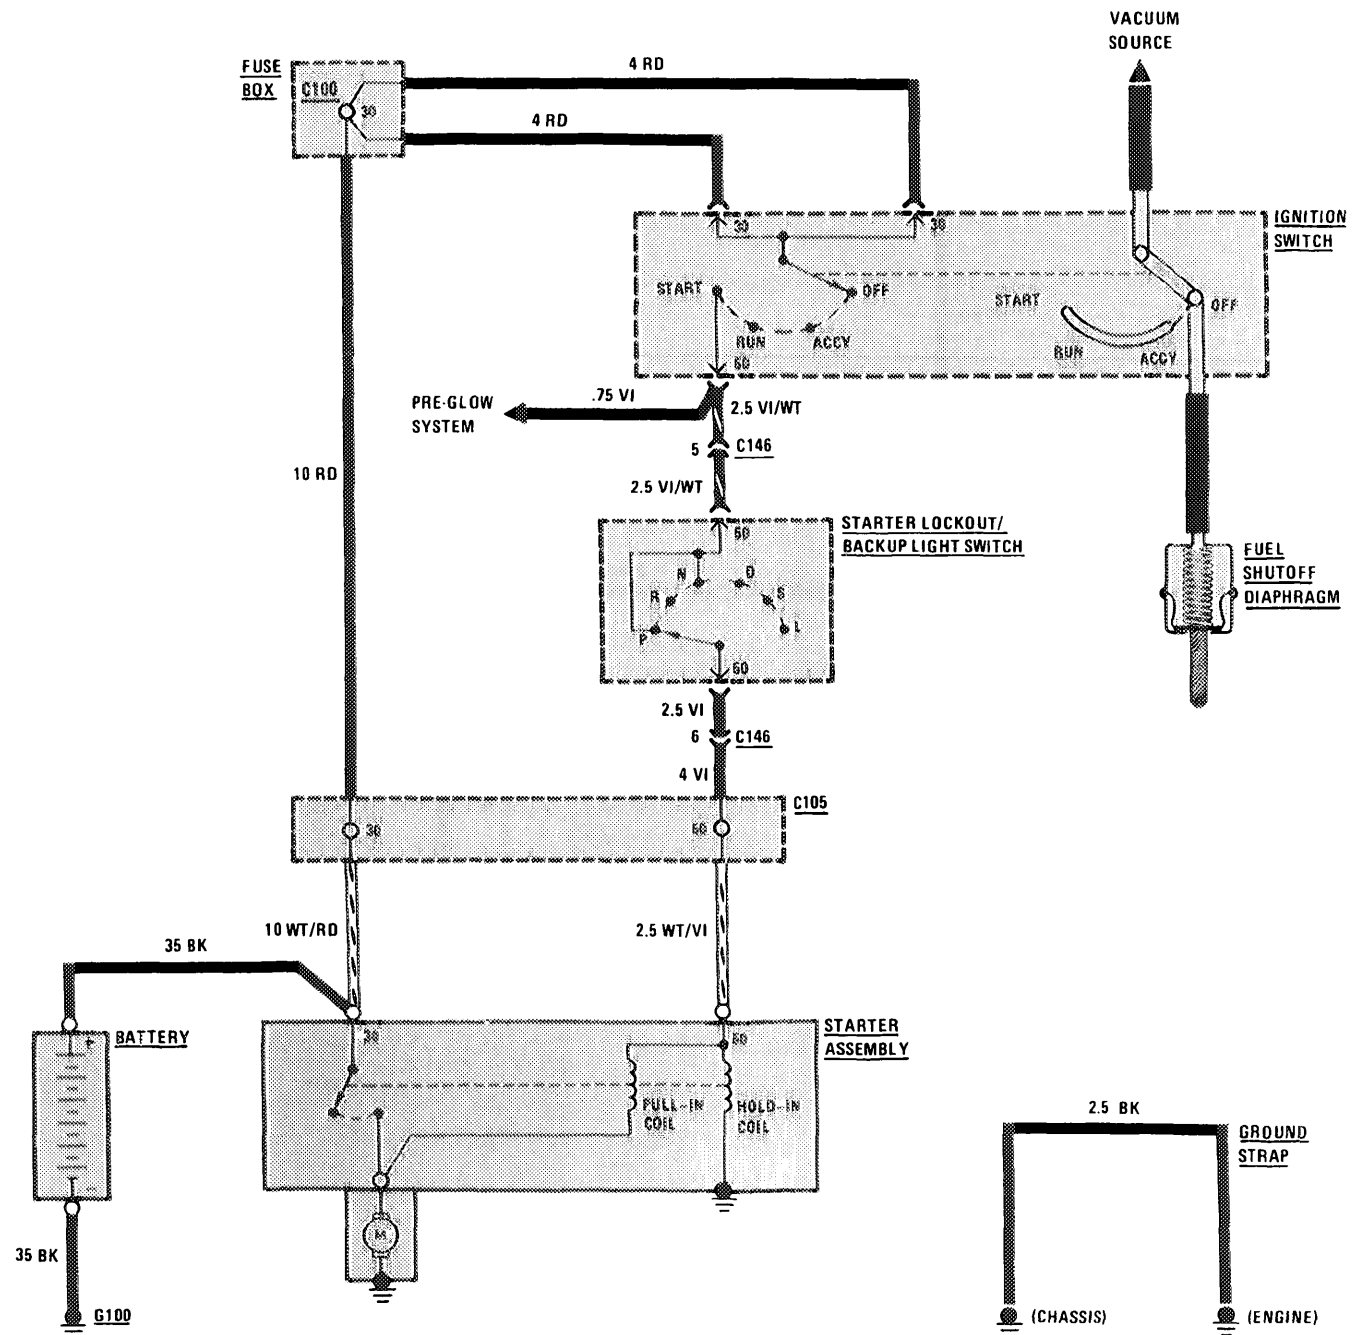 VACUUM
SOURCE
FUSE
BOX
C100
30
4 RD
4 RD
IGNITION
SWITCH
30
30
START
OFF
RUN
ACCY
50
START
OFF
RUN
ACCY
PRE-GLOW
SYSTEM
.75 VI
2.5 VI/WT
5
C146
10 RD
2.5 VI/WT
STARTER LOCKOUT/
BACKUP LIGHT SWITCH
50
N
D
R
S
P
L
50
FUEL
SHUTOFF
DIAPHRAGM
2.5 VI
6
C146
4 VI
C105
30
50
10 WT/RD
2.5 WT/VI
35 BK
BATTERY
+
-
STARTER
ASSEMBLY
30
50
PULL-IN
COIL
HOLD-IN
COIL
M
2.5 BK
GROUND
STRAP
35 BK
G100
(CHASSIS)
(ENGINE)